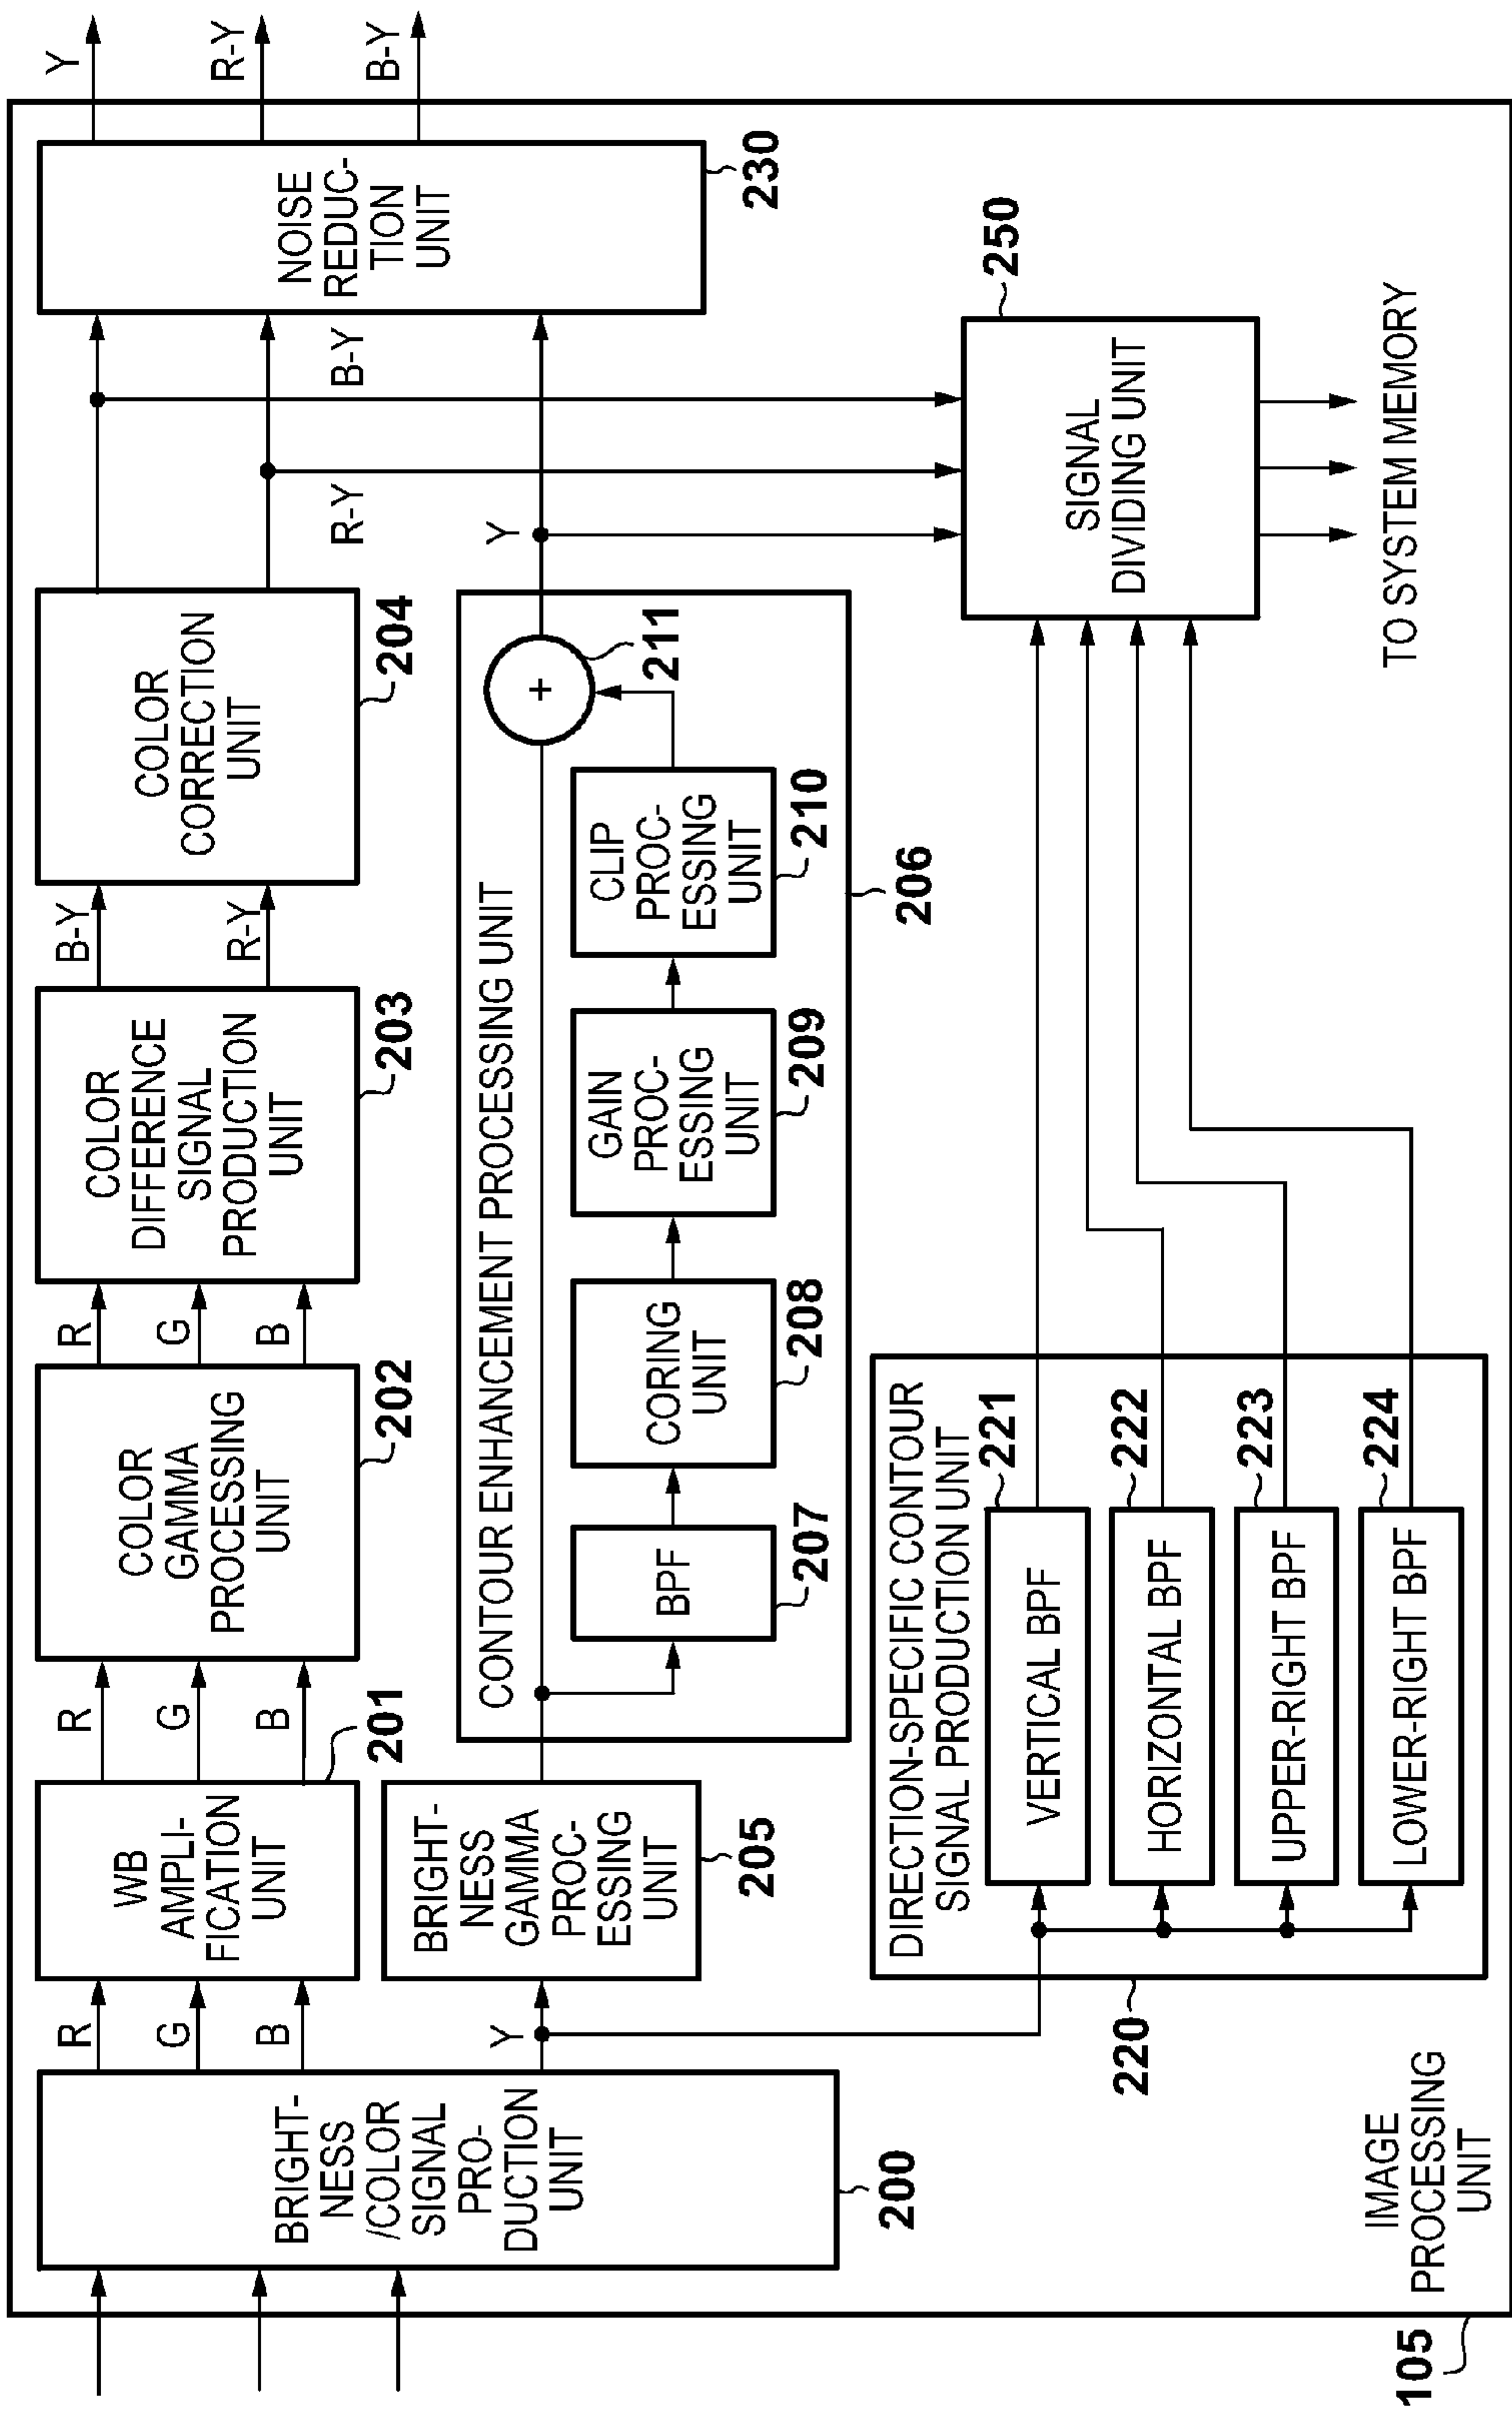 BRIGHT-
NESS
/COLOR
SIGNAL
PRO-
DUCTION
UNIT
200
R
G
B
Y
WB
AMPLI-
FICATION
UNIT
201
R
G
B
COLOR
GAMMA
PROCESSING
UNIT
202
R
G
B
COLOR
DIFFERENCE
SIGNAL
PRODUCTION
UNIT
203
B-Y
R-Y
COLOR
CORRECTION
UNIT
204
R-Y
B-Y
NOISE
REDUC-
TION
UNIT
230
Y
R-Y
B-Y
BRIGHT-
NESS
GAMMA
PROC-
ESSING
UNIT
205
CONTOUR ENHANCEMENT PROCESSING UNIT
BPF
207
CORING
UNIT
208
GAIN
PROC-
ESSING
UNIT
209
CLIP
PROC-
ESSING
UNIT
210
+
211
206
Y
DIRECTION-SPECIFIC CONTOUR
SIGNAL PRODUCTION UNIT
VERTICAL BPF
221
HORIZONTAL BPF
222
UPPER-RIGHT BPF
223
LOWER-RIGHT BPF
224
220
SIGNAL
DIVIDING UNIT
250
TO SYSTEM MEMORY
IMAGE
PROCESSING
UNIT
105